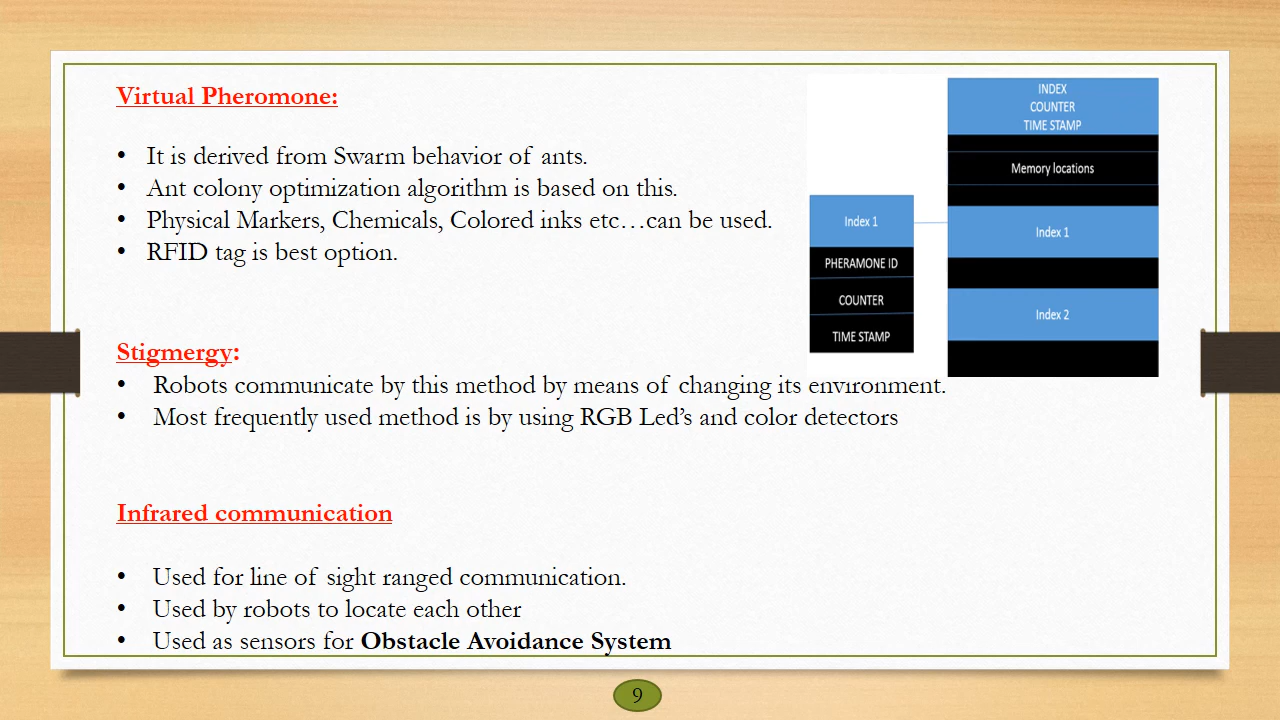 Virtual Pheromone:
• It is derived from Swarm behavior of ants.
• Ant colony optimization algorithm is based on this.
• Physical Markers, Chemicals, Colored inks etc…can be used.
• RFID tag is best option.
INDEX
COUNTER
TIME STAMP
Memory locations
Index 1
Index 2
Index 1
PHERAMONE ID
COUNTER
TIME STAMP
Stigmergy:
• Robots communicate by this method by means of changing its environment.
• Most frequently used method is by using RGB Led’s and color detectors
Infrared communication
• Used for line of sight ranged communication.
• Used by robots to locate each other
• Used as sensors for Obstacle Avoidance System
9